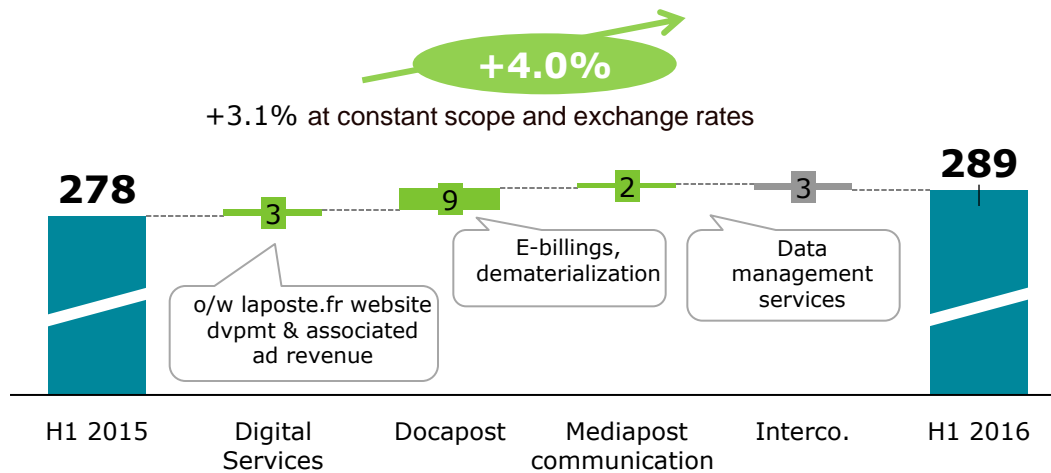 +4.0%
+3.1% at constant scope and exchange rates
278
3
9
2
3
289
E-billings,
dematerialization
Data
management
services
o/w laposte.fr website
dvpmt & associated
ad revenue
H1 2015
Digital
Services
Docapost
Mediapost
communication
Interco.
H1 2016